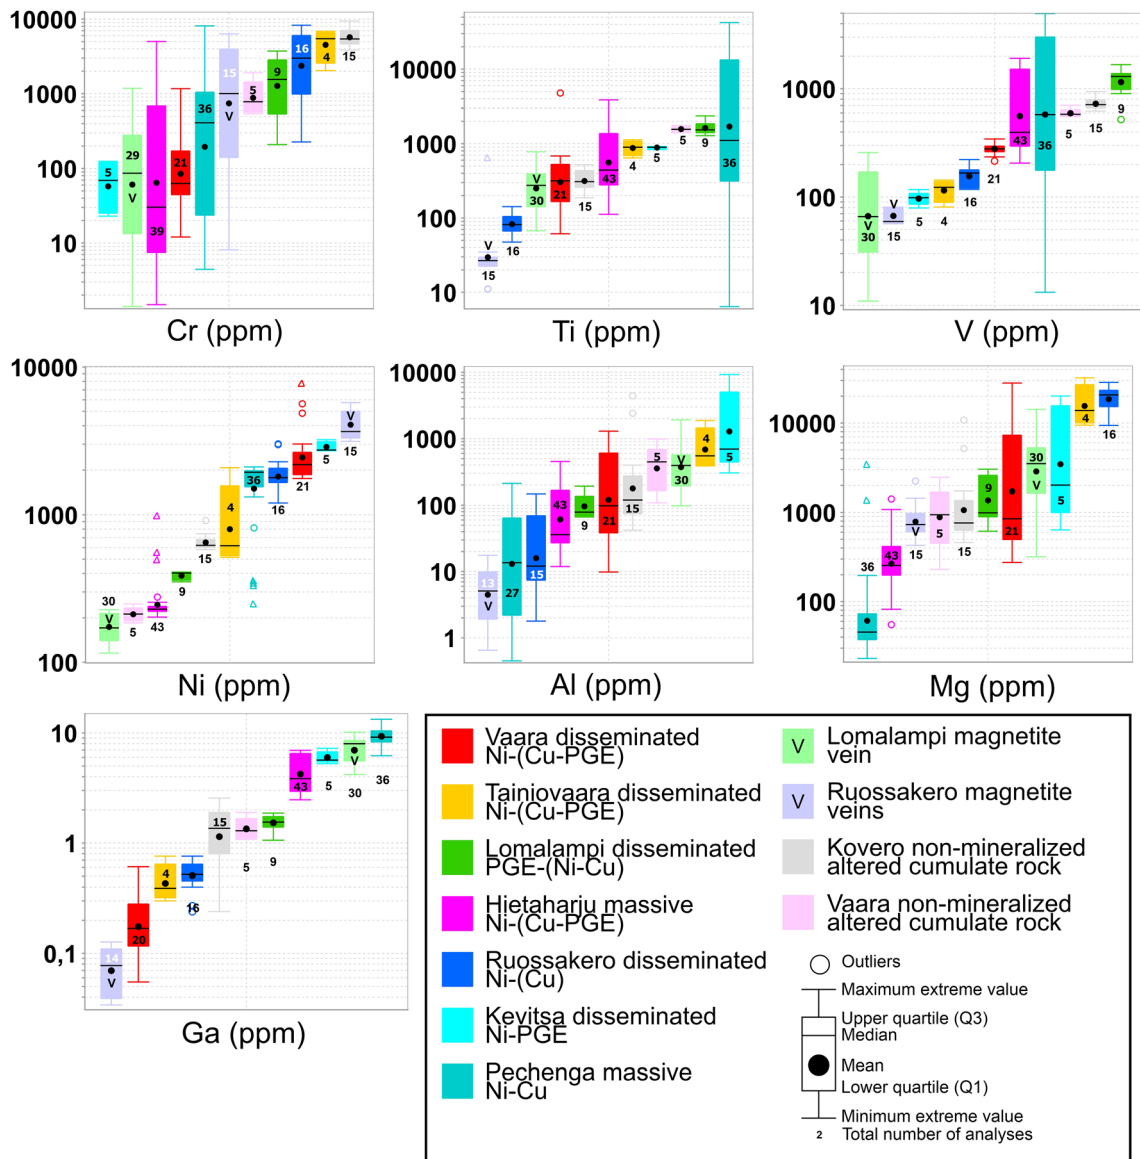 10000
1000
100
10
5
29
V
39
21
36
15
V
5
9
16
4
15
Cr (ppm)
10000
1000
100
10
V
15
16
V
30
21
15
43
4
5
5
9
36
Ti (ppm)
1000
100
10
V
30
V
15
5
4
16
21
43
36
5
15
9
V (ppm)
10000
1000
100
30
V
5
43
9
15
4
36
16
21
5
V
15
Ni (ppm)
10000
1000
100
10
1
13
V
27
15
43
9
21
15
5
30
V
4
5
Al (ppm)
10000
1000
100
36
43
V
15
5
15
9
21
30
V
5
4
16
Mg (ppm)
10
1
0,1
14
V
20
4
16
15
5
9
43
5
V
30
36
Ga (ppm)
Vaara disseminated
Ni-(Cu-PGE)
Tainiovaara disseminated
Ni-(Cu-PGE)
Lomalampi disseminated
PGE-(Ni-Cu)
Hietaharju massive
Ni-(Cu-PGE)
Ruossakero disseminated
Ni-(Cu)
Kevitsa disseminated
Ni-PGE
Pechenga massive
Ni-Cu
V
Lomalampi magnetite
vein
V
Ruossakero magnetite
veins
Kovero non-mineralized
altered cumulate rock
Vaara non-mineralized
altered cumulate rock
Outliers
Maximum extreme value
Upper quartile (Q3)
Median
Mean
Lower quartile (Q1)
Minimum extreme value
2 Total number of analyses